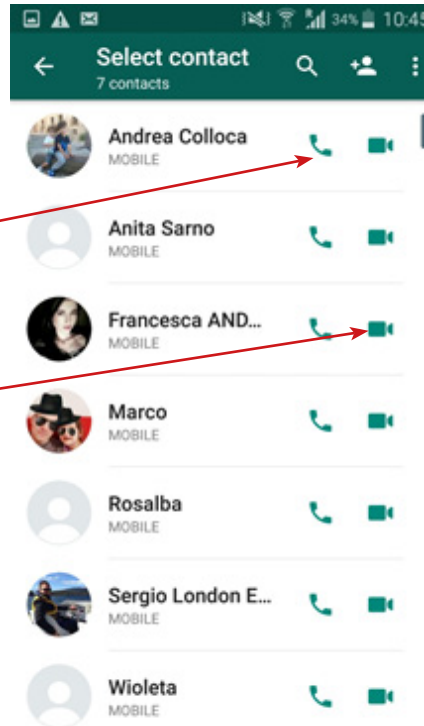 34% 10:45
Select contact
7 contacts
Andrea Colloca
MOBILE
Anita Sarno
MOBILE
Francesca AND...
MOBILE
Marco
MOBILE
Rosalba
MOBILE
Sergio London E...
MOBILE
Wioleta
MOBILE